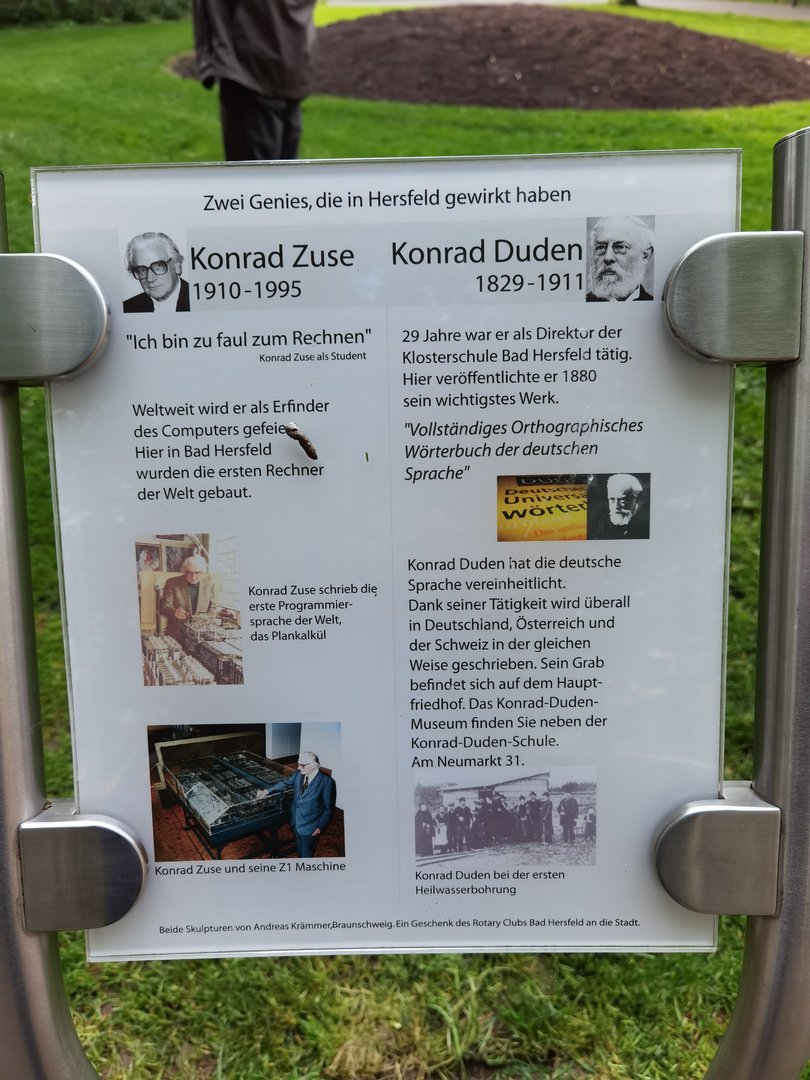 Zwei Genies, die in Hersfeld gewirkt haben
Konrad Zuse
1910-1995
"Ich bin zu faul zum Rechnen"
Konrad Zuse als Student
Weltweit wird er als Erfinder
des Computers
Hier in Bad Hersfeld
wurden die ersten Rechner
der Welt gebaut.
Konrad Zuse schrieb die
erste Programmier-
sprache der Welt,
das Plankalkül
Konrad Zuse und seine Z1 Maschine
Konrad Duden
1829-1911
29 Jahre war er als Direktor der
Klosterschule Bad Hersfeld tätig.
Hier veröffentlichte er 1880
sein wichtigstes Werk.
"Vollständiges Orthographisches
Wörterbuch der deutschen
Sprache"
Konrad Duden hat die deutsche
Sprache vereinheitlicht.
Dank seiner Tätigkeit wird überall
in Deutschland, Österreich und
der Schweiz in der gleichen
Weise geschrieben. Sein Grab
befindet sich auf dem Haupt-
friedhof. Das Konrad-Duden-
Museum finden Sie neben der
Konrad-Duden-Schule.
Am Neumarkt 31.
Konrad Duden bei der ersten
Heilwasserbohrung
Beide Skulpturen von Andreas Krämmer,Braunschweig. Ein Geschenk des Rotary Clubs Bad Hersfeld an die Stadt.